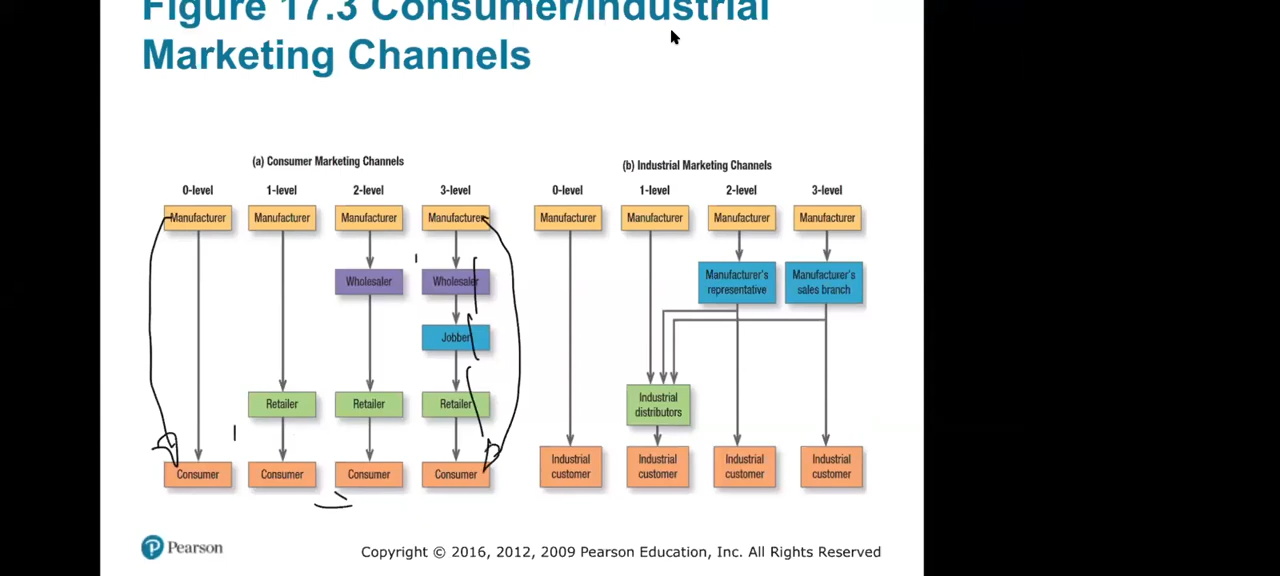 Figure 17.3 Consumer/Industrial
Marketing Channels
(a) Consumer Marketing Channels
(b) Industrial Marketing Channels
0-level 1-level 2-level 3-level 0-level 1-level 2-level 3-level
Manufacturer Manufacturer Manufacturer Manufacturer Manufacturer Manufacturer Manufacturer Manufacturer
Wholesaler Wholesaler Manufacturer's Manufacturer's
representative sales branch
Jobber
Retailer Retailer Retailer Industrial
distributors
Consumer Consumer Consumer Consumer Industrial Industrial Industrial Industrial
customer customer customer customer
Pearson
Copyright © 2016, 2012, 2009 Pearson Education, Inc. All Rights Reserved